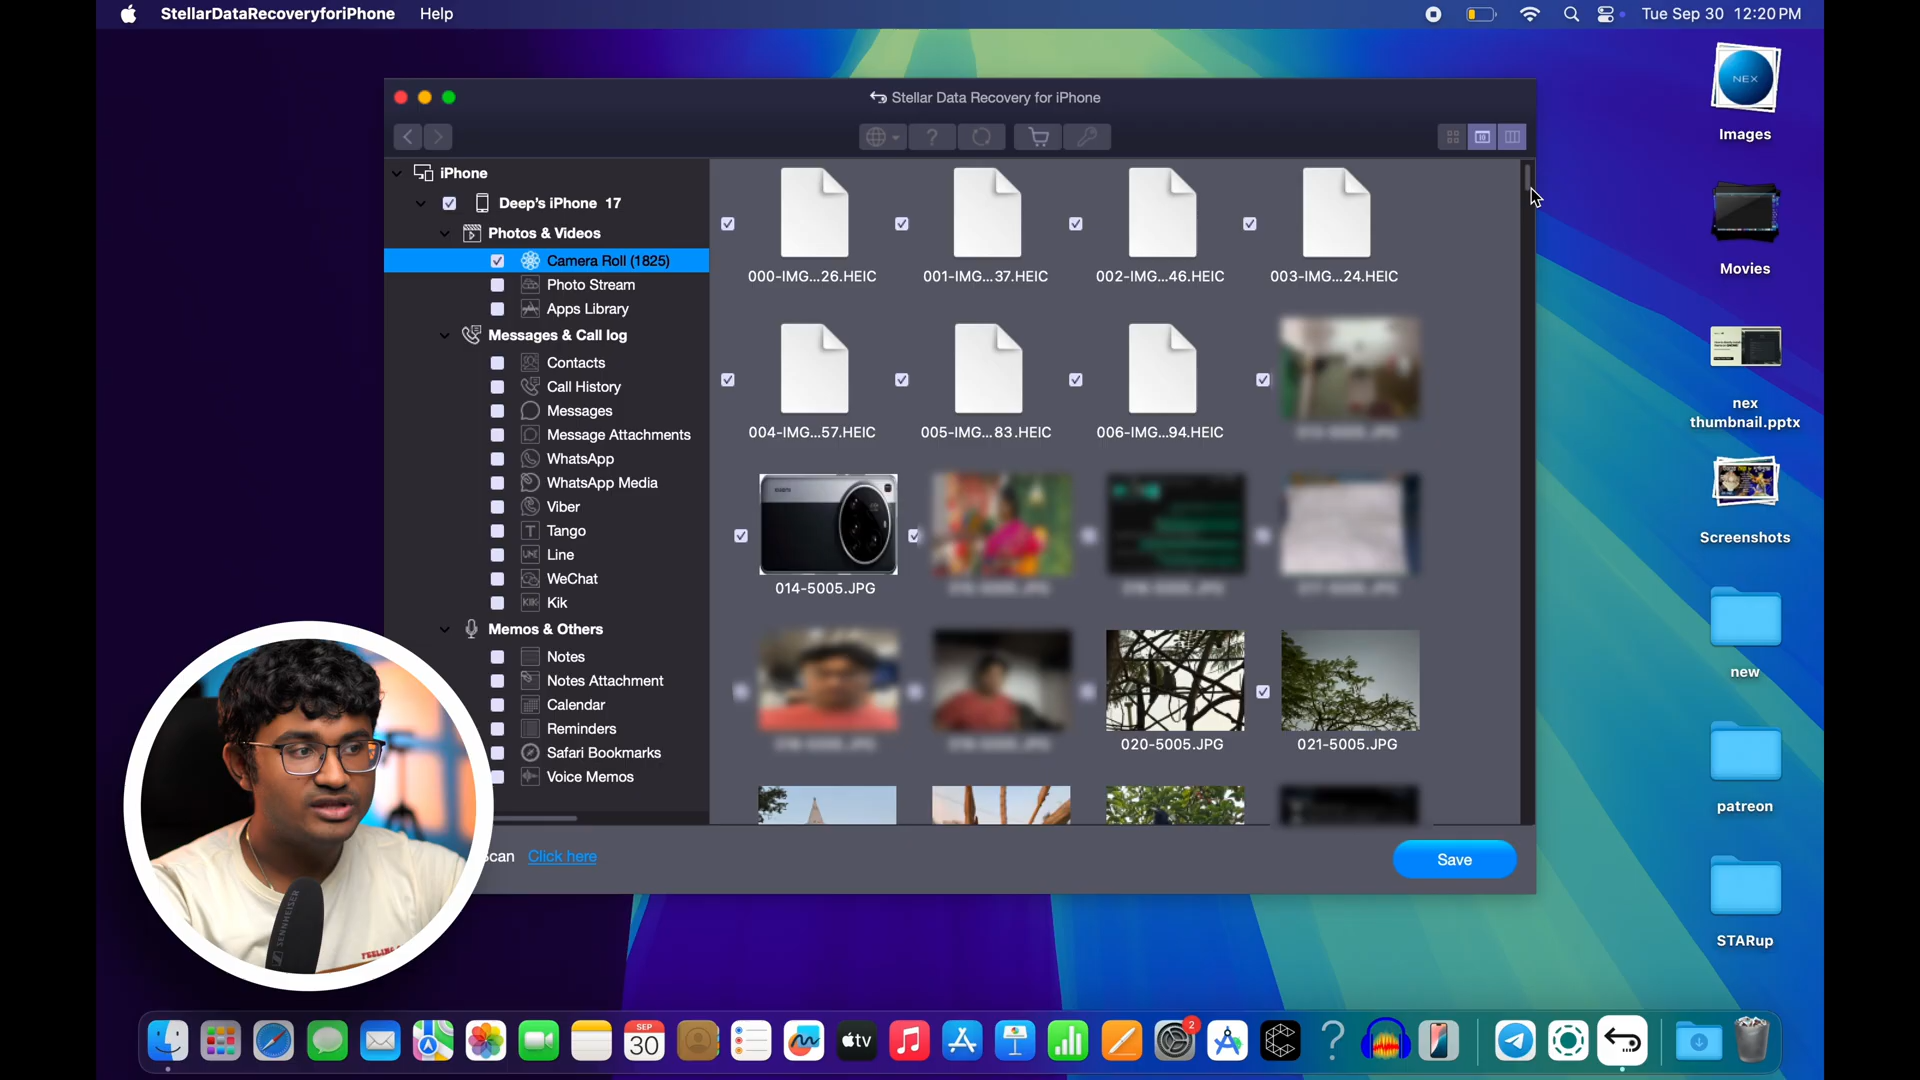 StellarDataRecoveryforiPhone Help
Tue Sep 30 12:20 PM
Stellar Data Recovery for iPhone
iPhone
Deep's iPhone 17
Photos & Videos
Camera Roll (1825)
Photo Stream
Apps Library
Messages & Call log
Contacts
Call History
Messages
Message Attachments
WhatsApp
WhatsApp Media
Viber
Tango
Line
WeChat
Kik
Memos & Others
Notes
Notes Attachment
Calendar
Reminders
Safari Bookmarks
Voice Memos
000-IMG...26.HEIC 001-IMG...37.HEIC 002-IMG...46.HEIC 003-IMG...24.HEIC
004-IMG...57.HEIC 005-IMG...83.HEIC 006-IMG...94.HEIC
014-5005.JPG
020-5005.JPG 021-5005.JPG
Click here
Save
NEX
Images
Movies
nex
thumbnail.pptx
Screenshots
new
patreon
STARup
SENNHEISER
SEP
30
tv
2